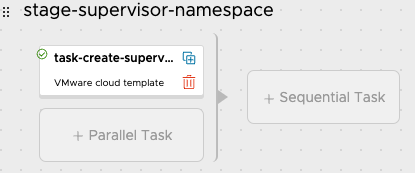 stage-supervisor-namespace
task-create-superv...
VMware cloud template
+ Sequential Task
+ Parallel Task